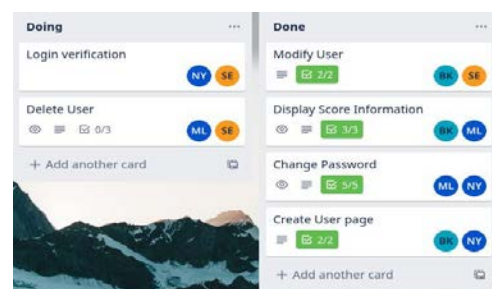 Doing ...
Login verification
NY SE
Delete User
0/3 ML SE
+ Add another card
Done ...
Modify User
2/2 BK SE
Display Score Information
3/3 BK ML
Change Password
5/5 ML NY
Create User page
2/2 BK NY
+ Add another card